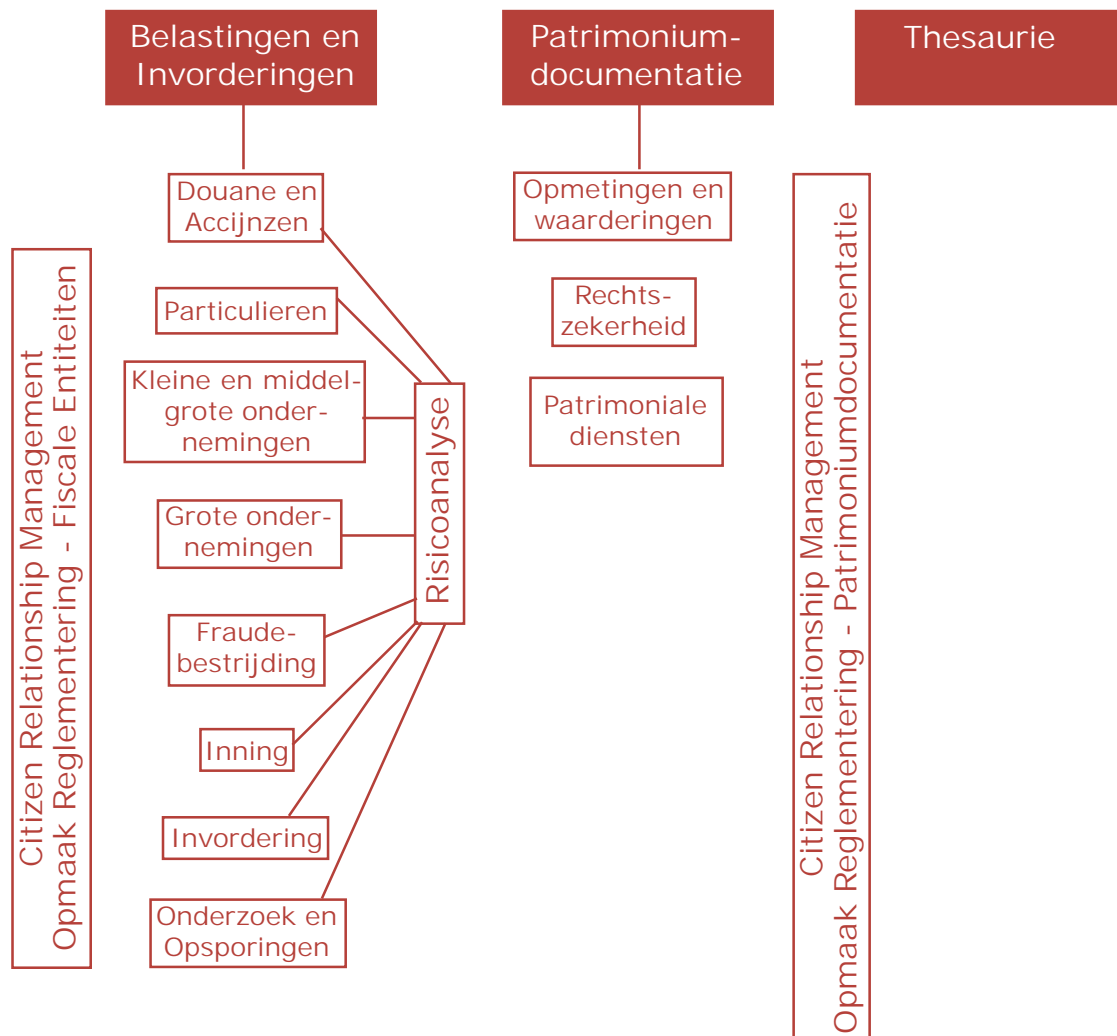 Belastingen en
Invorderingen
Patrimonium-
documentatie
Thesaurie
Citizen Relationship Management
Opmaak Reglementering - Fiscale Entiteiten
Douane en
Accijnzen
Particulieren
Kleine en middel-
grote onder-
nemingen
Grote onder-
nemingen
Fraude-
bestrijding
Inning
Invordering
Onderzoek en
Opsporingen
Risicoanalyse
Opmetingen en
waarderingen
Rechts-
zekerheid
Patrimoniale
diensten
Citizen Relationship Management
Opmaak Reglementering - Patrimoniumdocumentatie